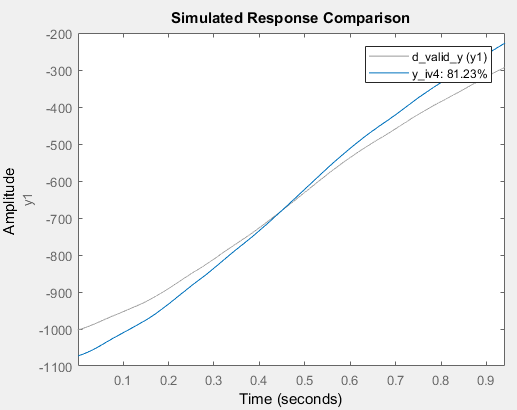 Simulated Response Comparison
d_valid_y (y1)
y_iv4: 81.23%
-200
-300
-400
-500
-600
-700
-800
-900
-1000
-1100
Amplitude
y1
0.1 0.2 0.3 0.4 0.5 0.6 0.7 0.8 0.9
Time (seconds)